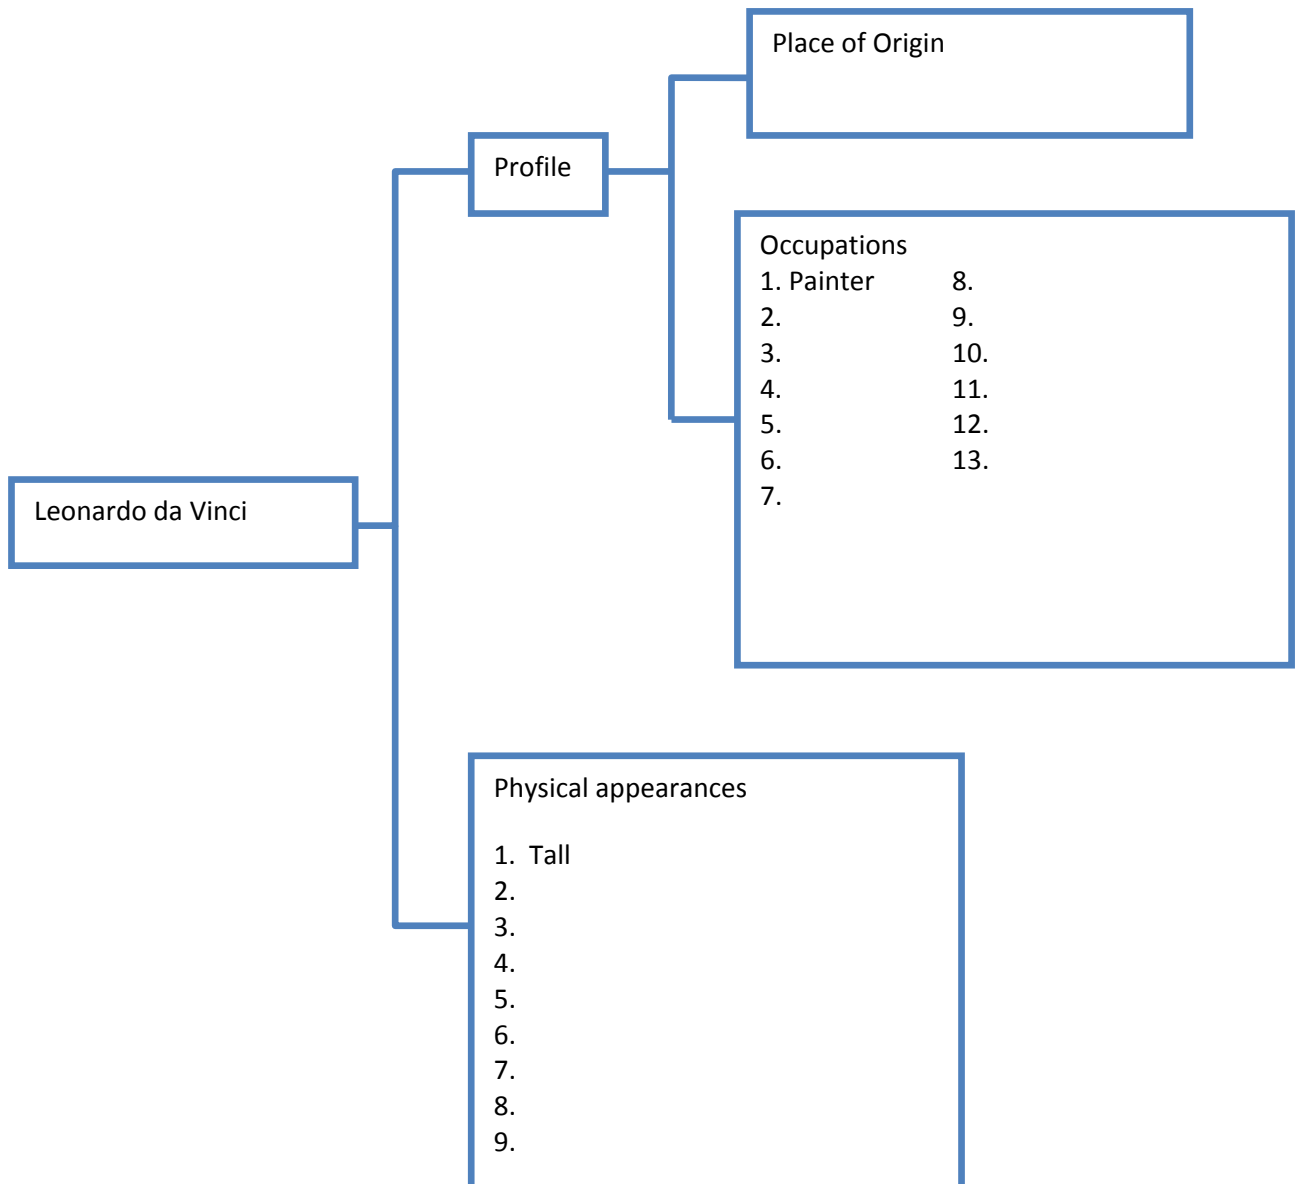 Place of Origin
Profile
Occupations
1. Painter 8.
2. 9.
3. 10.
4. 11.
5. 12.
6. 13.
7.
Leonardo da Vinci
Physical appearances
1. Tall
2.
3.
4.
5.
6.
7.
8.
9.